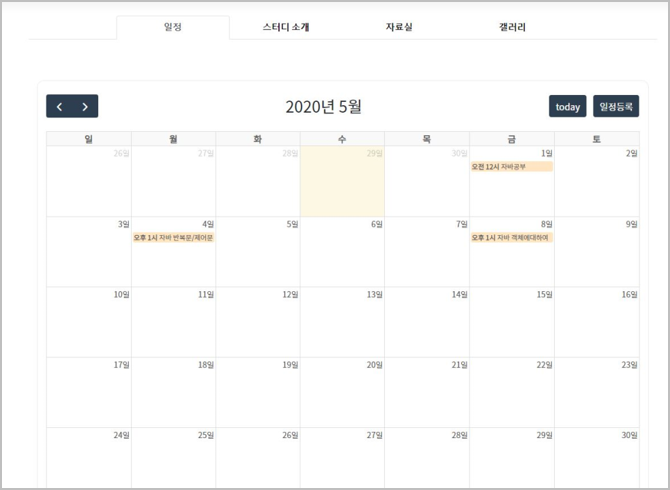 일정 스터디 소개 자료실 갤러리
2020년 5월 today 일정등록
일 월 화 수 목 금 토
26일 27일 28일 29일 30일 1일 2일
오전 12시 자바공부
3일 4일 5일 6일 7일 8일 9일
오후 1시 자바 반복문/제어문 오후 1시 자바 객체에대하여
10일 11일 12일 13일 14일 15일 16일
17일 18일 19일 20일 21일 22일 23일
24일 25일 26일 27일 28일 29일 30일